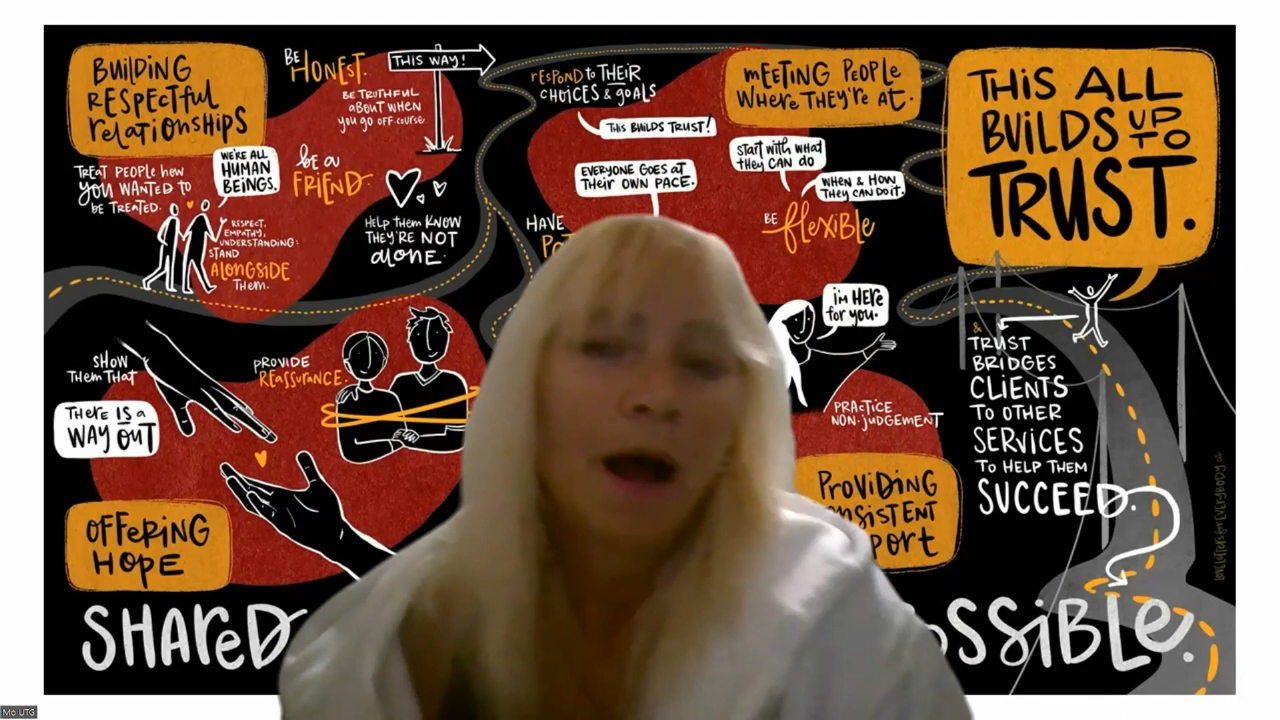 BUILDING
RESPECTFUL
RELATIONSHIPS
TREAT PEOPLE HOW
YOU WANTED TO
BE TREATED.
WE'RE ALL
HUMAN
BEINGS.
RESPECT,
EMPATHY,
UNDERSTANDING:
STAND
ALONGSIDE
THEM.
BE
HONEST.
THIS WAY!
BE TRUTHFUL
ABOUT WHEN
YOU GO OFF-COURSE
be a
FRIEND.
HELP THEM KNOW
THEY'RE NOT
ALONE.
RESPOND to THEIR
CHOICES & GOALS
THIS BUILDS TRUST!
EVERYONE GOES AT
THEIR OWN PACE.
HAVE
MEETING PEOPLE
WHERE THEY'RE AT.
START WITH WHAT
THEY CAN DO
WHEN & HOW
THEY CAN DO IT.
BE
flexible
THIS ALL
BUILDS UP
TO
TRUST.
SHOW
THEM THAT
THERE IS a
WAY OUT
PROVIDE
REASSURANCE.
OFFERING
HOPE
I'M HERE
for you.
PRACTICE
NON-JUDGEMENT
PROVIDING
&
TRUST
BRIDGES
CLIENTS
TO OTHER
SERVICES
TO HELP THEM
SUCCEED
SHARED
Mo UTG